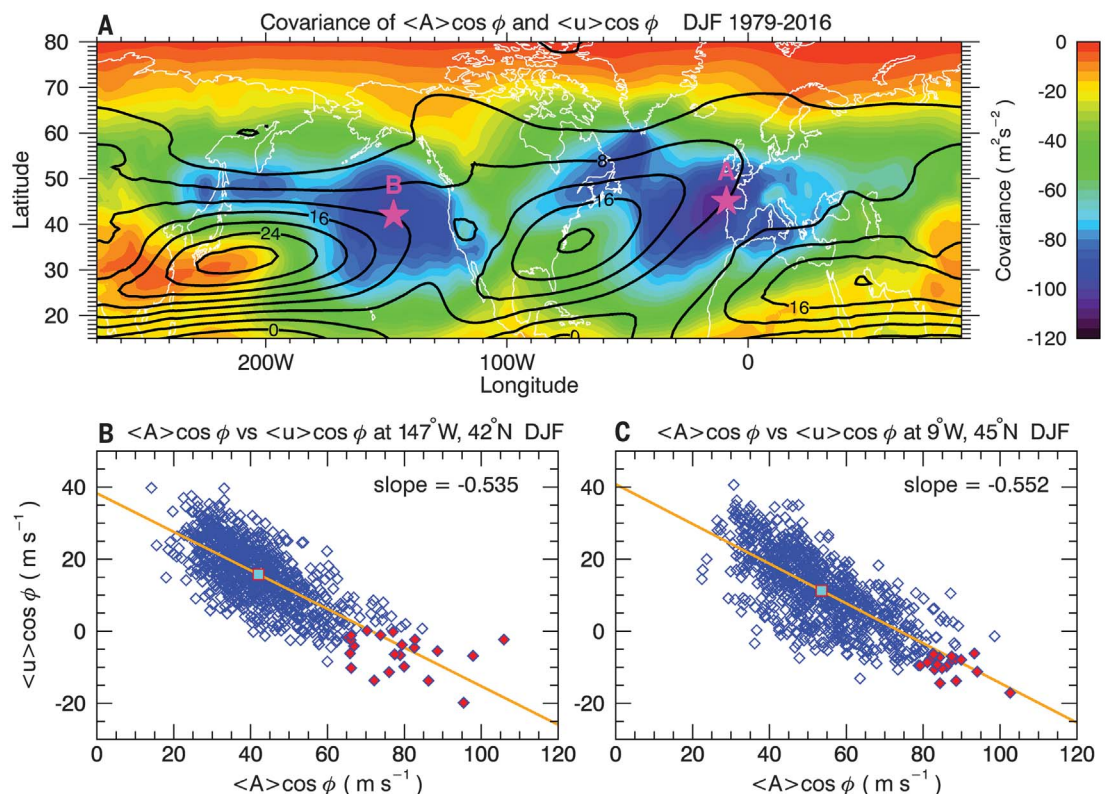 A Covariance of <A>cos ϕ and <u>cos ϕ DJF 1979-2016
80
70
60
50
40
30
20
Latitude
200W 100W 0
Longitude
B
A
8
16
16
24
16
0
0
0
-20
-40
-60
-80
-100
-120
Covariance ( m²s⁻² )
B <A>cos ϕ vs <u>cos ϕ at 147°W, 42°N DJF
slope = -0.535
40
20
0
-20
<u>cos ϕ ( m s⁻¹ )
0 20 40 60 80 100 120
<A>cos ϕ ( m s⁻¹ )
C <A>cos ϕ vs <u>cos ϕ at 9°W, 45°N DJF
slope = -0.552
40
20
0
-20
0 20 40 60 80 100 120
<A>cos ϕ ( m s⁻¹ )